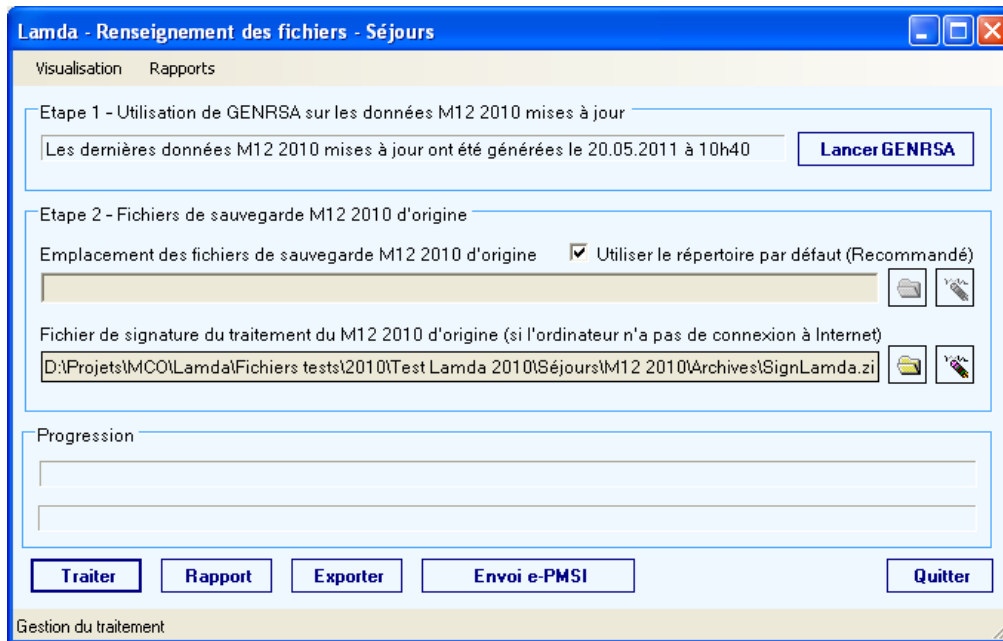 Lamda - Renseignement des fichiers - Séjours
Visualisation Rapports
Etape 1 - Utilisation de GENRSA sur les données M12 2010 mises à jour
Les dernières données M12 2010 mises à jour ont été générées le 20.05.2011 à 10h40 Lancer GENRSA
Etape 2 - Fichiers de sauvegarde M12 2010 d'origine
Emplacement des fichiers de sauvegarde M12 2010 d'origine Utiliser le répertoire par défaut (Recommandé)
Fichier de signature du traitement du M12 2010 d'origine (si l'ordinateur n'a pas de connexion à Internet)
D:\Projets\MCO\Lamda\Fichiers tests\2010\Test Lamda 2010\Séjours\M12 2010\Archives\SignLamda.zi
Progression
Traiter Rapport Exporter Envoi e-PMSI Quitter
Gestion du traitement